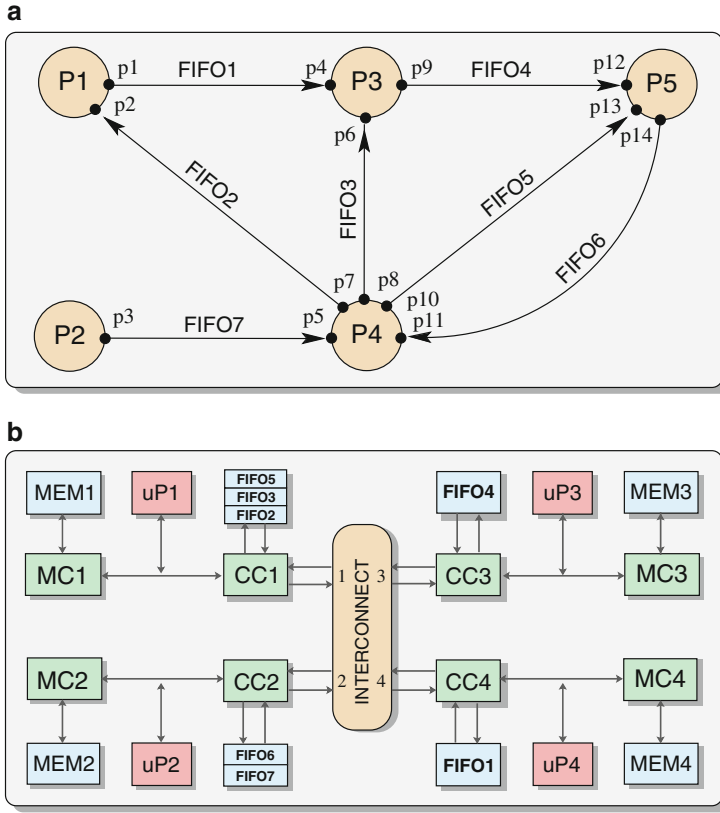 a
P1
p1
FIFO1
p4
P3
p9
FIFO4
p12
P5
p2
p13
p6
p14
FIFO2
FIFO3
FIFO5
FIFO6
p7
p8
p10
P2
p3
FIFO7
p5
P4
p11
b
MEM1
uP1
FIFO5
FIFO3
FIFO2
FIFO4
uP3
MEM3
MC1
CC1
1
INTERCONNECT
3
CC3
MC3
MC2
CC2
2
4
CC4
MC4
MEM2
uP2
FIFO6
FIFO7
FIFO1
uP4
MEM4